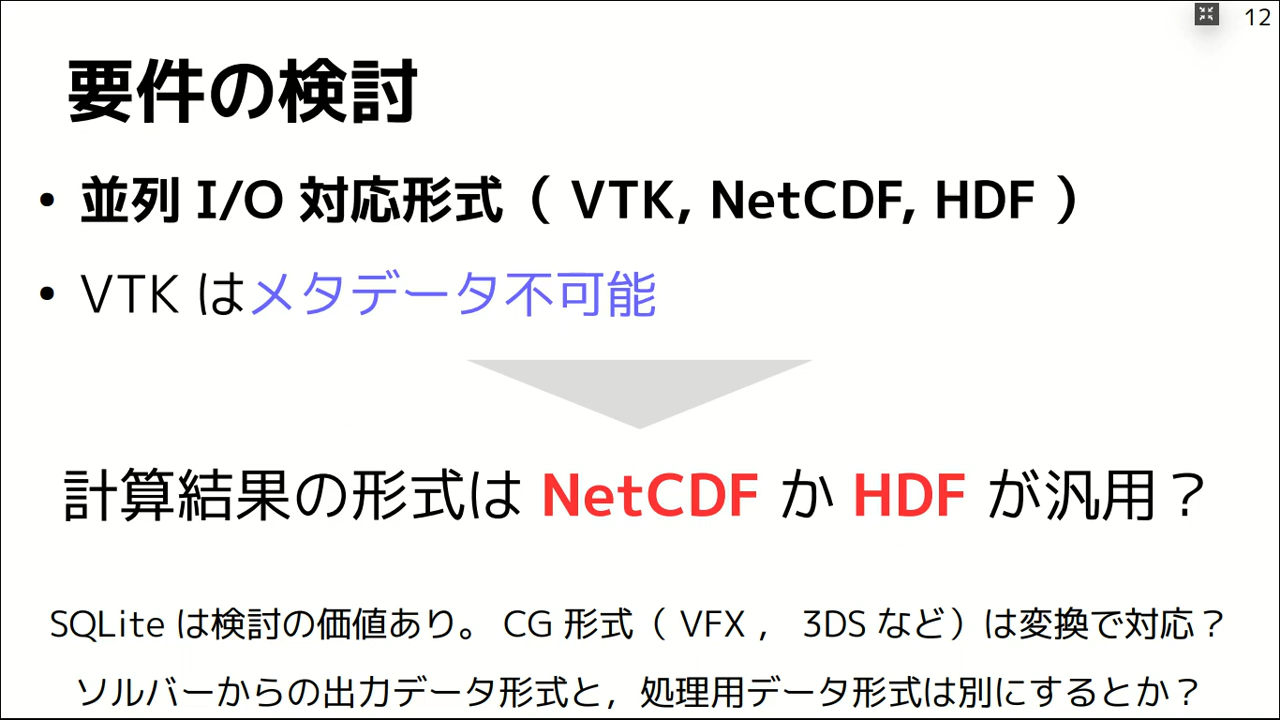 12
要件の検討
• 並列 I/O 対応形式（ VTK, NetCDF, HDF ）
• VTK はメタデータ不可能
計算結果の形式は NetCDF か HDF が汎用？
SQLite は検討の価値あり。 CG 形式（ VFX ， 3DS など）は変換で対応？
ソルバーからの出力データ形式と，処理用データ形式は別にするとか？